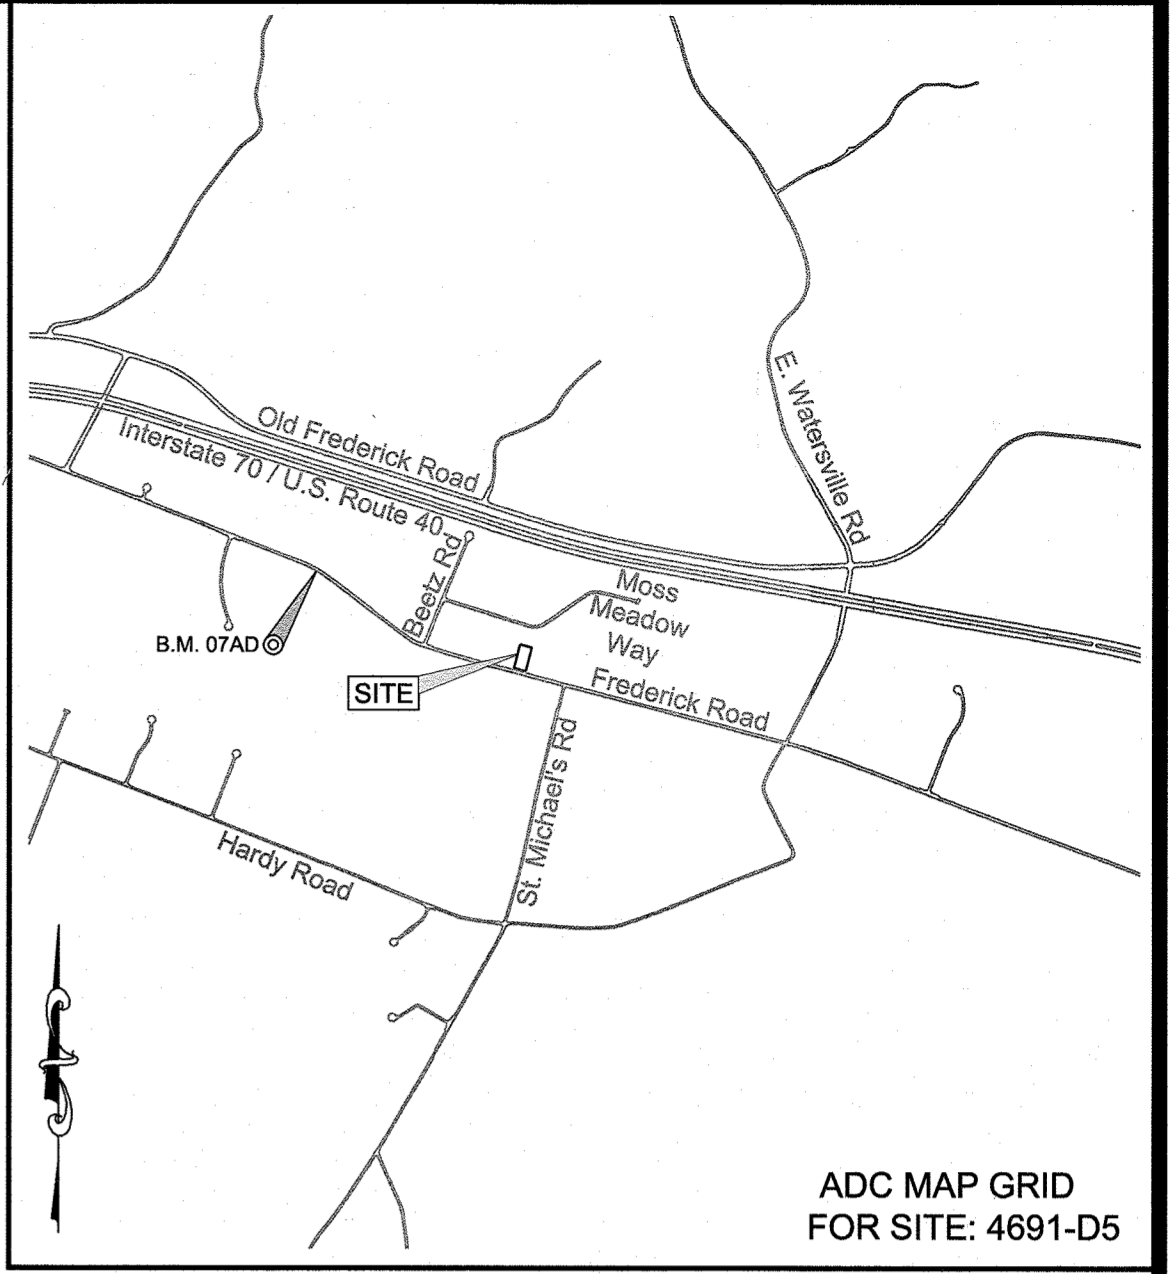 E. Watersville Rd
Old Frederick Road
Interstate 70 / U.S. Route 40
Beetz Rd
Moss
Meadow
Way
B.M. 07AD
SITE
Frederick Road
St. Michael's Rd
Hardy Road
ADC MAP GRID
FOR SITE: 4691-D5